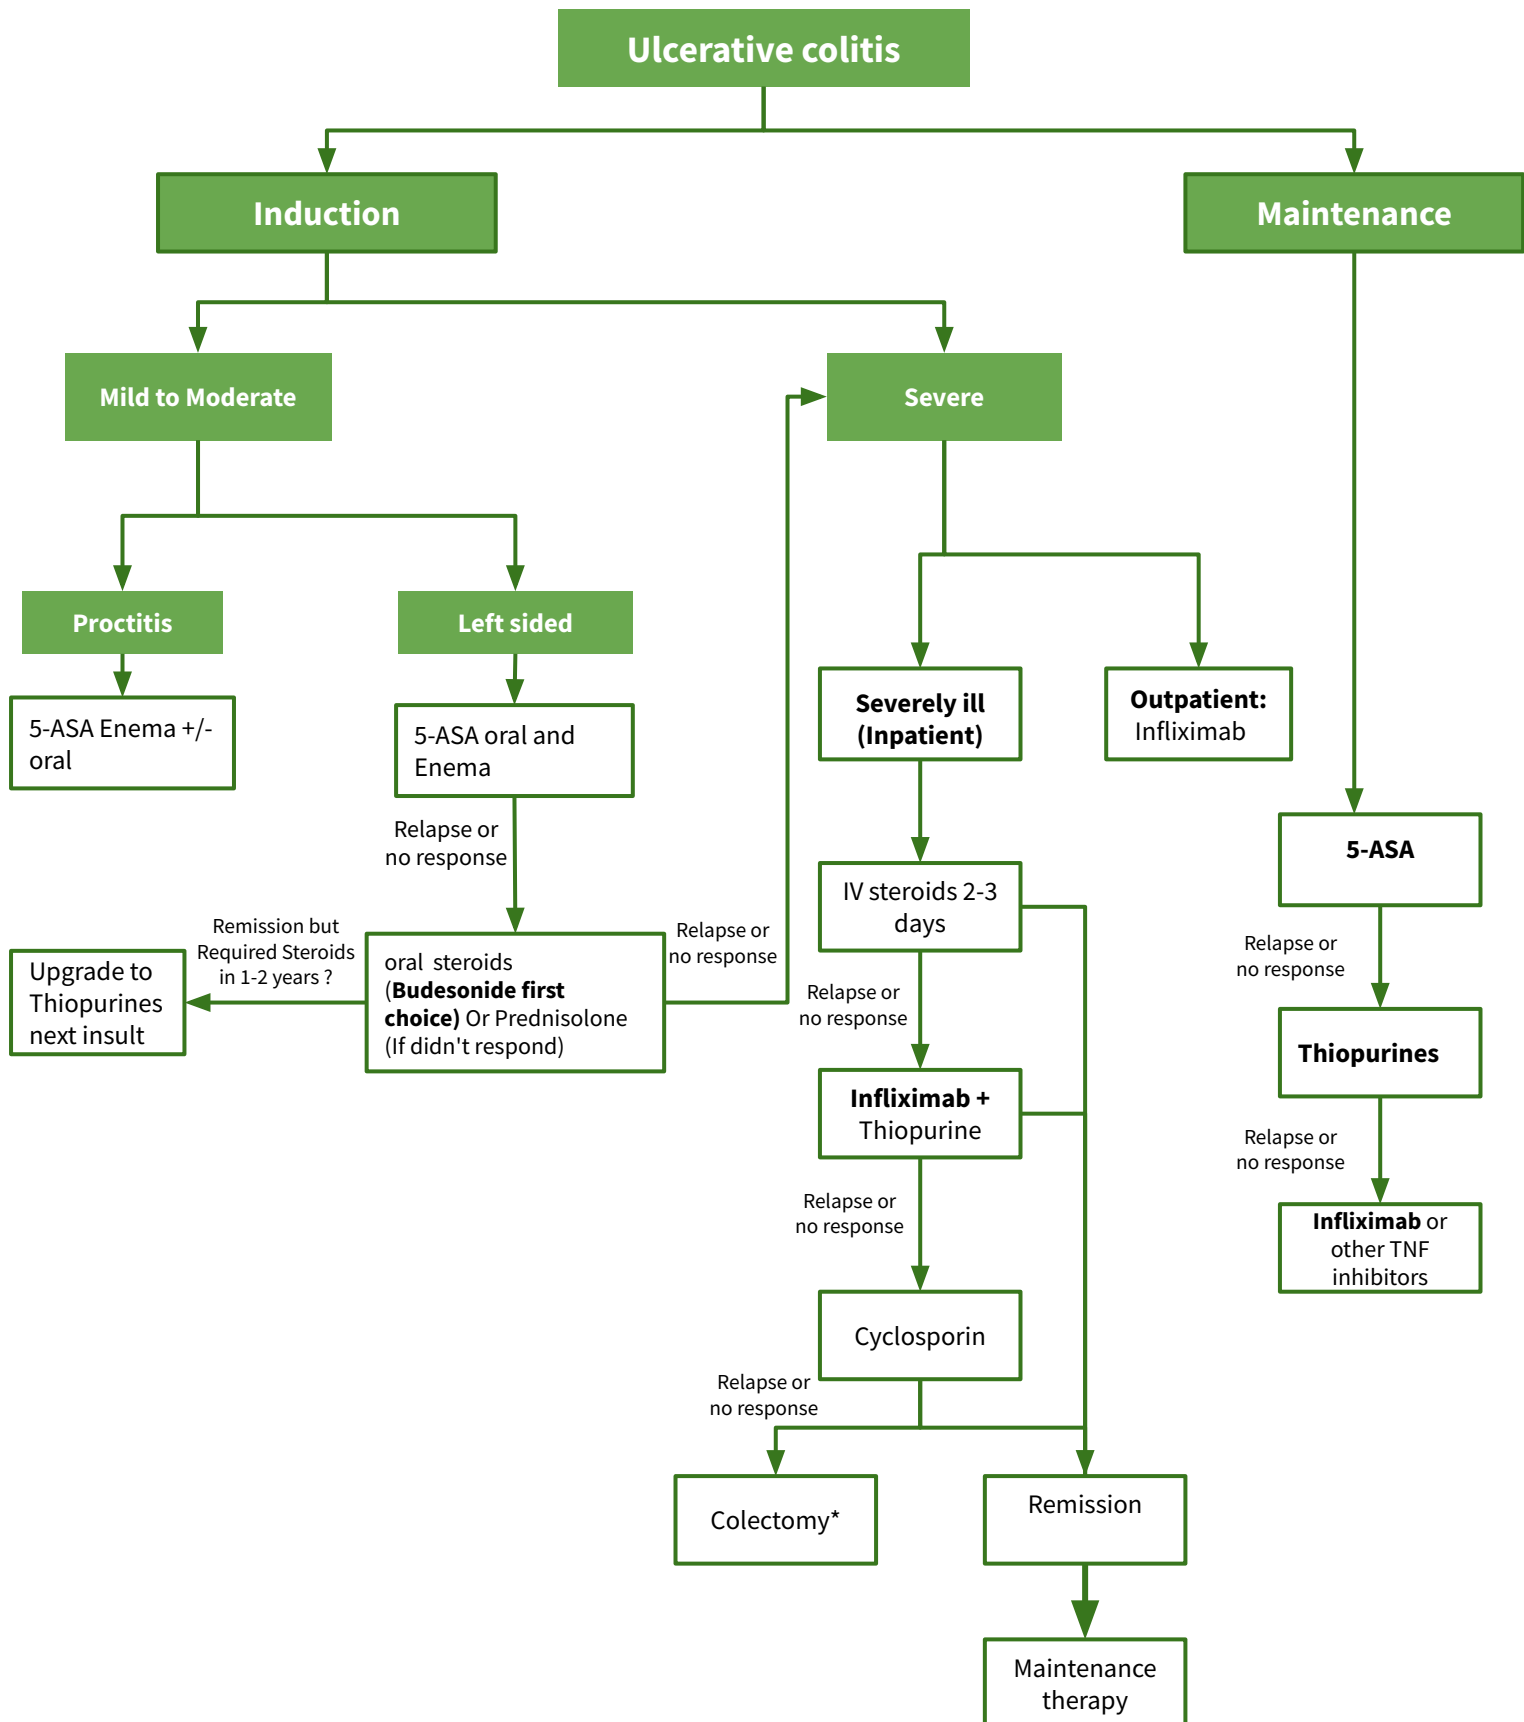 Ulcerative colitis
Induction
Maintenance
Mild to Moderate
Severe
Proctitis
Left sided
5-ASA Enema +/-
oral
5-ASA oral and
Enema
Severely ill
(Inpatient)
Outpatient:
Infliximab
Relapse or
no response
5-ASA
IV steroids 2-3
days
Remission but
Required Steroids
in 1-2 years ?
Upgrade to
Thiopurines
next insult
oral  steroids
(Budesonide first
choice) Or Prednisolone
(If didn't respond)
Relapse or
no response
Relapse or
no response
Relapse or
no response
Infliximab +
Thiopurine
Thiopurines
Relapse or
no response
Relapse or
no response
Infliximab or
other TNF
inhibitors
Cyclosporin
Relapse or
no response
Colectomy*
Remission
Maintenance
therapy